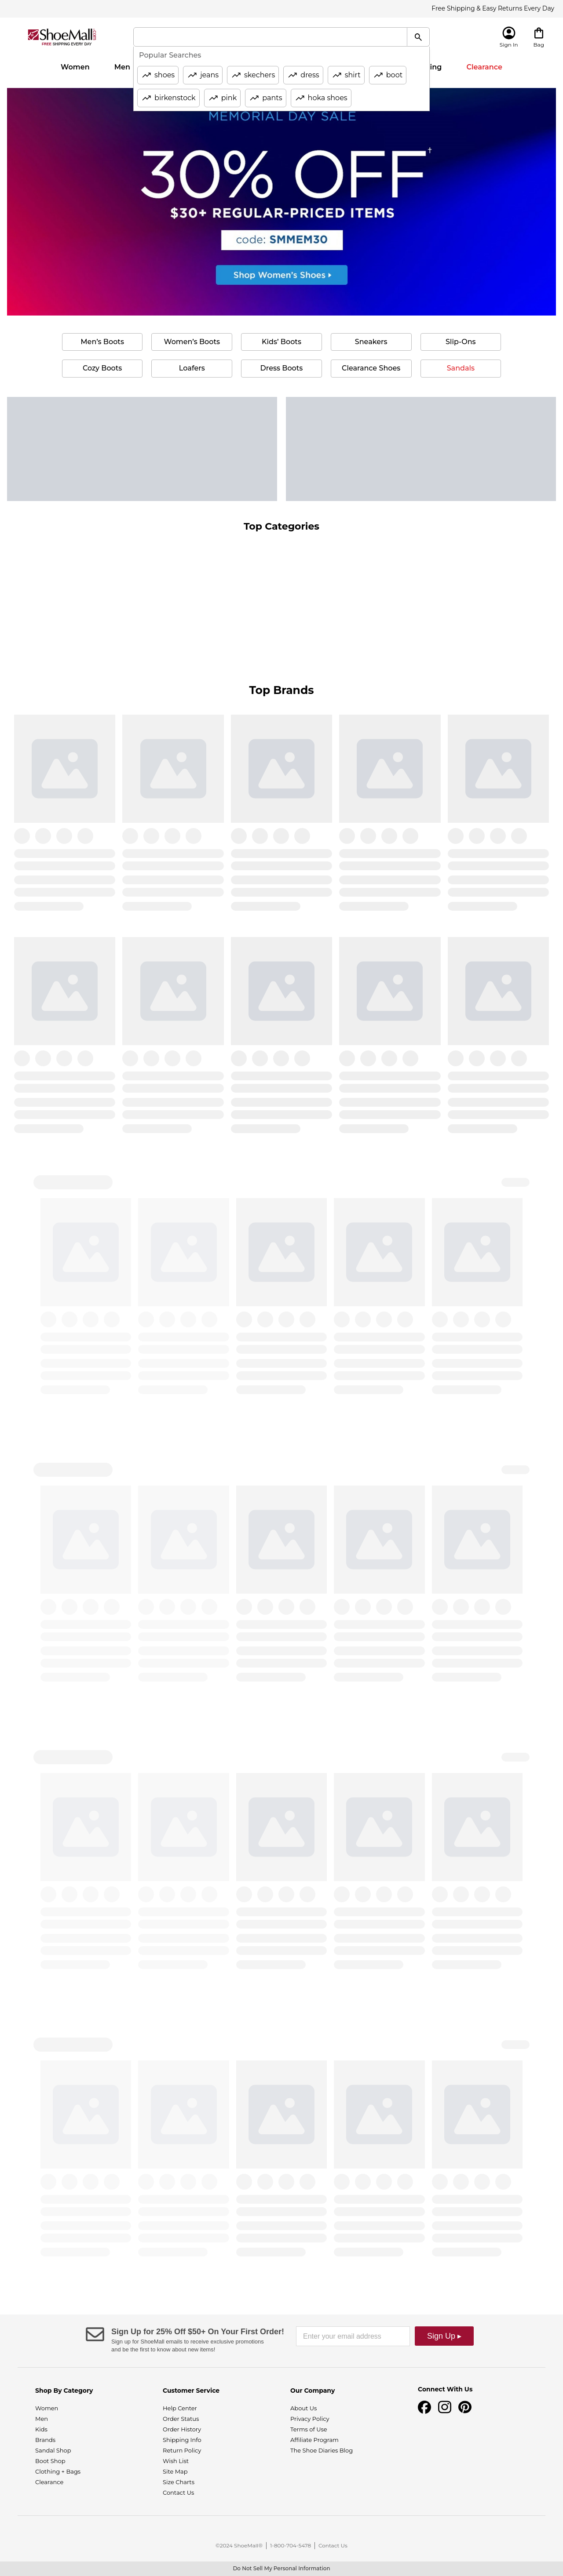 Free Shipping & Easy Returns Every Day
ShoeMall
FREE SHIPPING EVERY DAY
Sign In
Bag
Popular Searches
shoes
jeans
skechers
dress
shirt
boot
birkenstock
pink
pants
hoka shoes
Women
Men
ing
Clearance
MEMORIAL DAY SALE
30% OFF†
$30+ REGULAR-PRICED ITEMS
code: SMMEM30
Shop Women's Shoes ▸
Men's Boots
Women's Boots
Kids' Boots
Sneakers
Slip-Ons
Cozy Boots
Loafers
Dress Boots
Clearance Shoes
Sandals
Top Categories
Top Brands
Sign Up for 25% Off $50+ On Your First Order!
Sign up for ShoeMall emails to receive exclusive promotions
and be the first to know about new items!
Enter your email address
Sign Up ▸
Shop By Category
Women
Men
Kids
Brands
Sandal Shop
Boot Shop
Clothing + Bags
Clearance
Customer Service
Help Center
Order Status
Order History
Shipping Info
Return Policy
Wish List
Site Map
Size Charts
Contact Us
Our Company
About Us
Privacy Policy
Terms of Use
Affiliate Program
The Shoe Diaries Blog
Connect With Us
©2024 ShoeMall®
1-800-704-5478
Contact Us
Do Not Sell My Personal Information